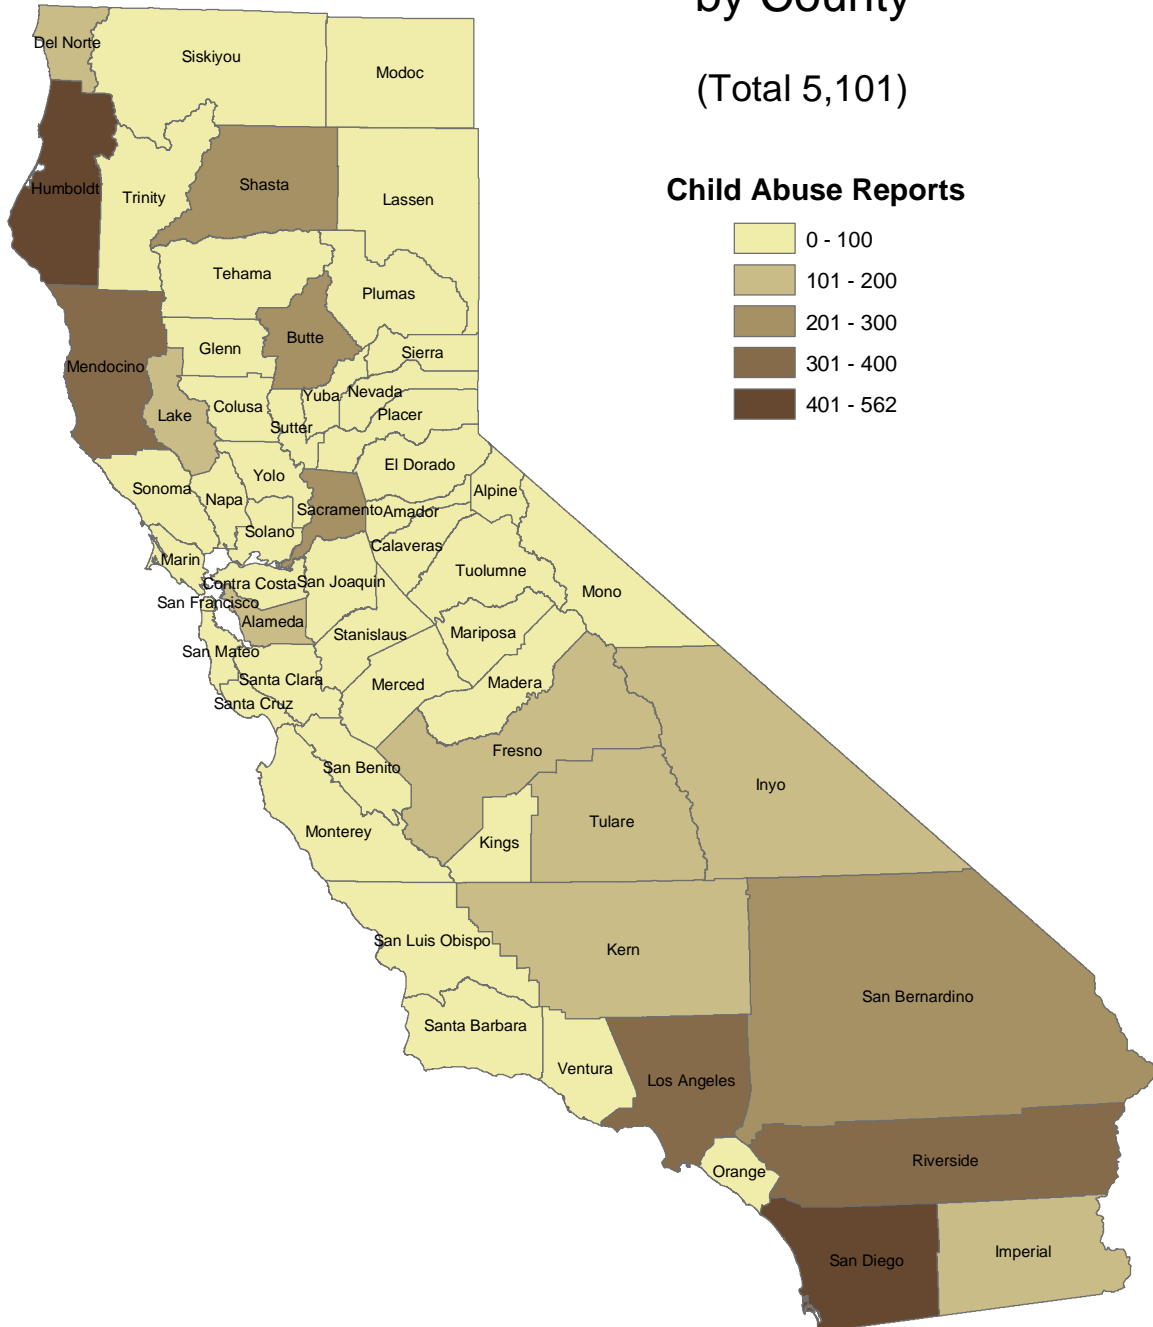 by County
(Total 5,101)
Child Abuse Reports
0 - 100
101 - 200
201 - 300
301 - 400
401 - 562
Del Norte
Siskiyou
Modoc
Humboldt
Trinity
Shasta
Lassen
Tehama
Plumas
Mendocino
Glenn
Butte
Sierra
Lake
Colusa
Yuba
Nevada
Sutter
Placer
Sonoma
Napa
Yolo
El Dorado
Alpine
Solano
Sacramento
Amador
Marin
Calaveras
Contra Costa
San Joaquin
Tuolumne
Mono
San Francisco
Alameda
Stanislaus
Mariposa
San Mateo
Santa Clara
Merced
Madera
Santa Cruz
San Benito
Fresno
Inyo
Monterey
Kings
Tulare
San Luis Obispo
Kern
San Bernardino
Santa Barbara
Ventura
Los Angeles
Orange
Riverside
San Diego
Imperial